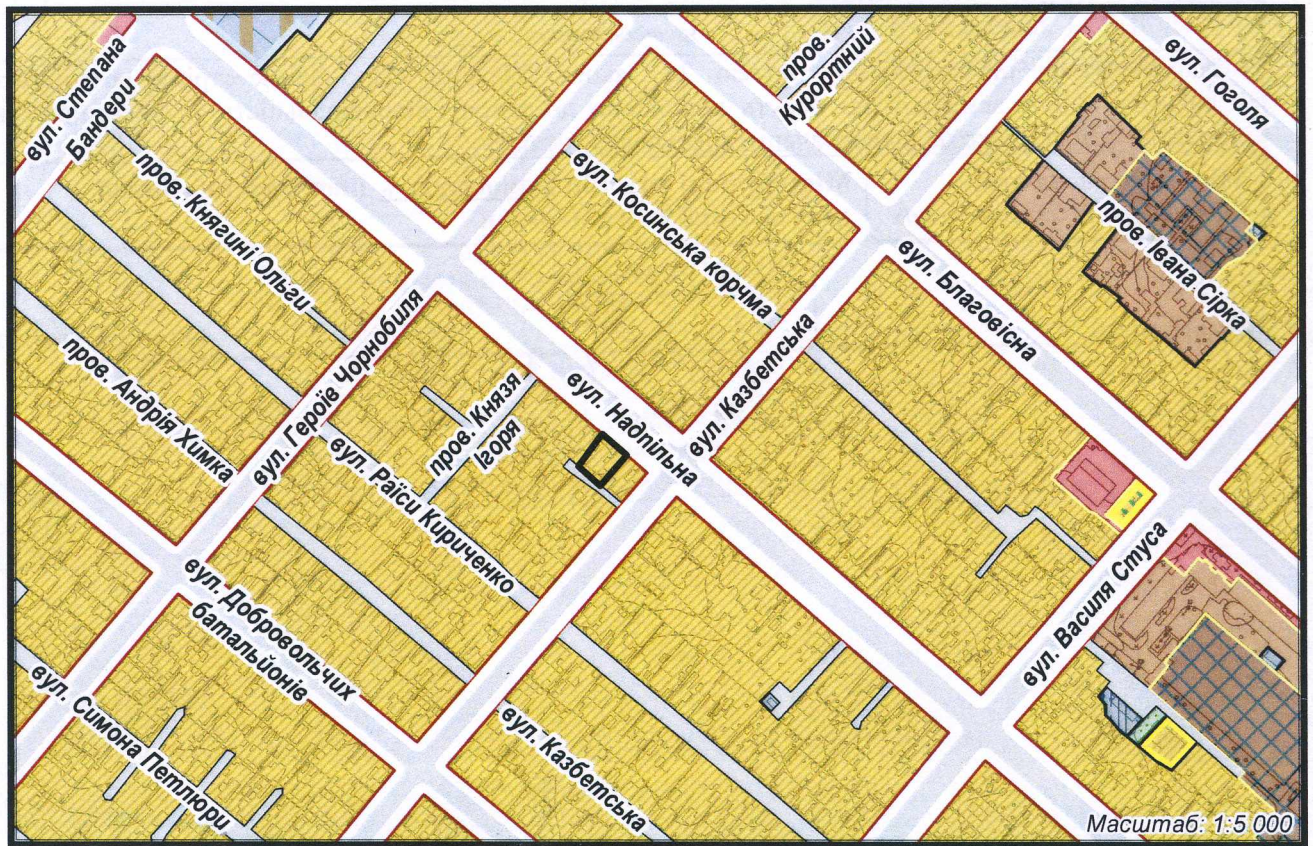 вул. Степана
Бандери
пров.
Курортний
вул. Гоголя
пров. Княгині Ольги
вул. Косинська корчма
пров. Івана Сірка
вул. Благовісна
пров. Андрія Химка
вул. Героїв Чорнобиля
вул. Казбетська
пров. Князя
Ігоря
вул. Надпільна
вул. Раїси Кириченко
вул. Василя Стуса
вул. Добровольчих
батальйонів
вул. Симона Петлюри
вул. Казбетська
Масштаб: 1:5 000